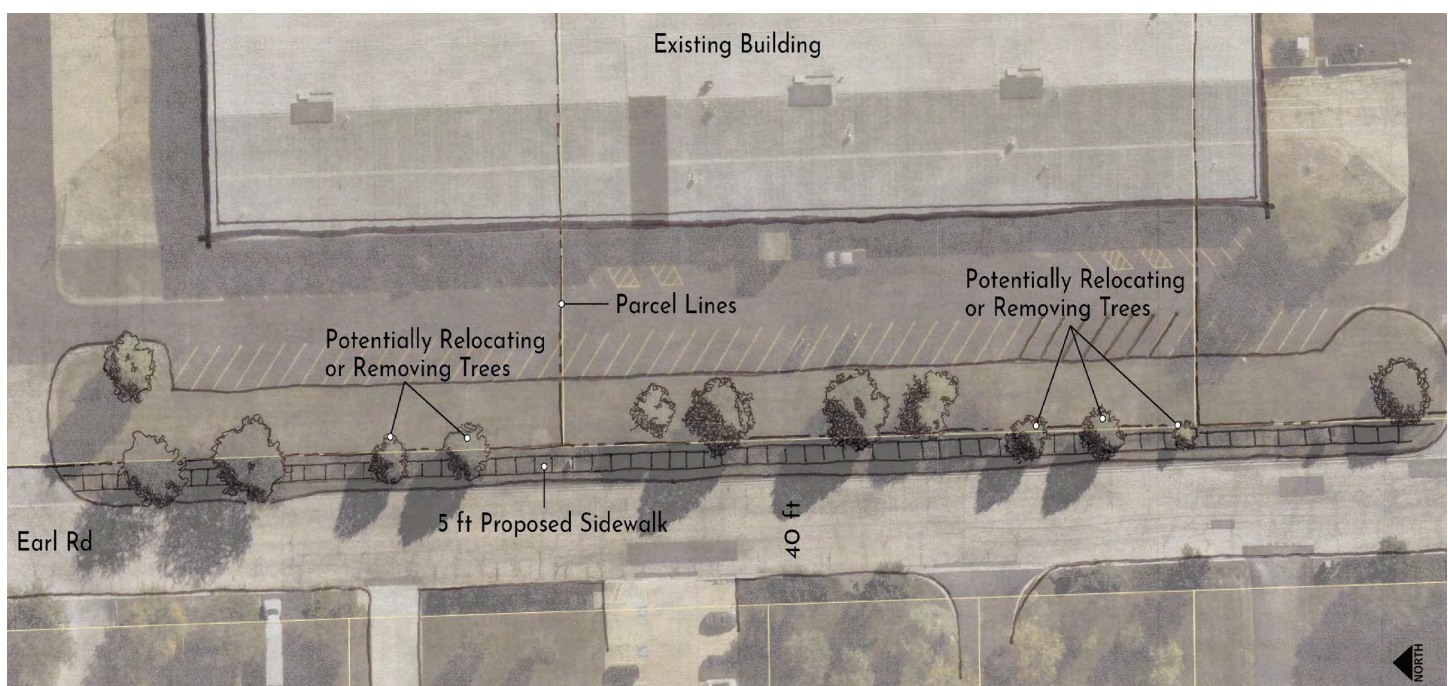 Existing Building
Parcel Lines
Potentially Relocating
or Removing Trees
Potentially Relocating
or Removing Trees
5 ft Proposed Sidewalk
40 ft
Earl Rd
NORTH